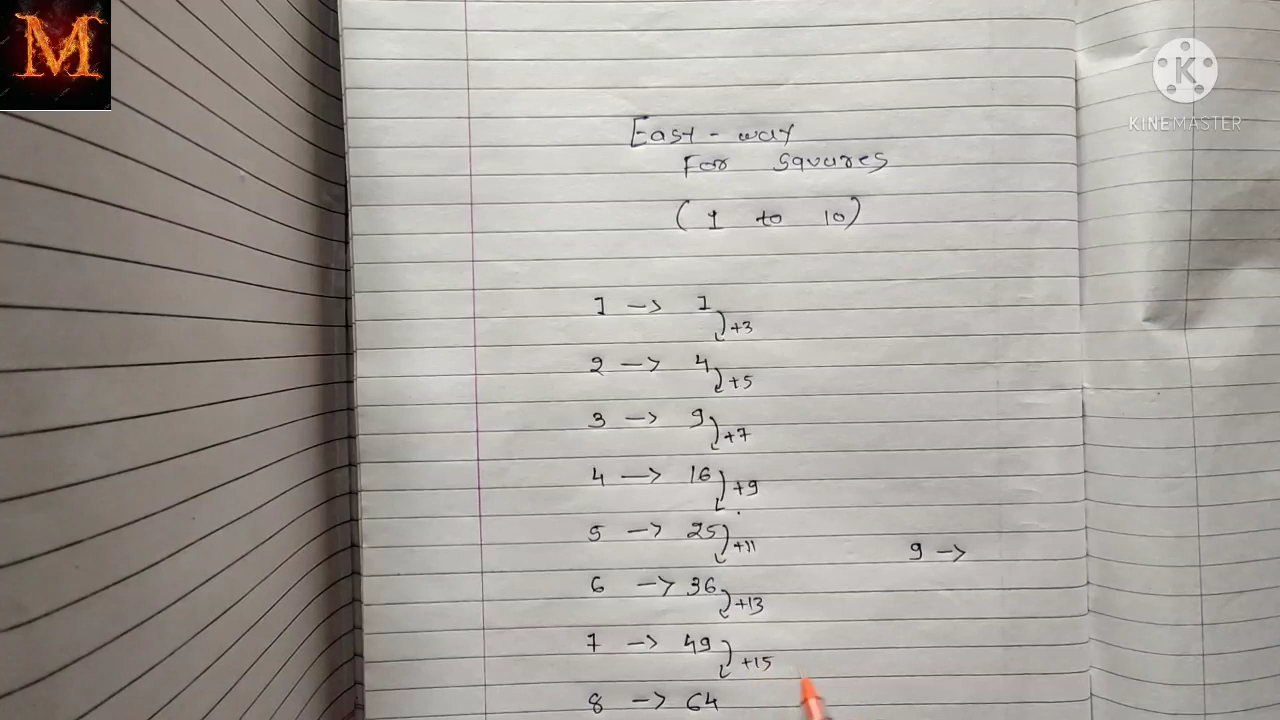 M
KINEMASTER
Easy-way
For Squares
(1 to 10)
1 -> 1
+3
2 -> 4
+5
3 -> 9
+7
4 -> 16
+9
5 -> 25
+11
9 ->
6 -> 36
+13
7 -> 49
+15
8 -> 64